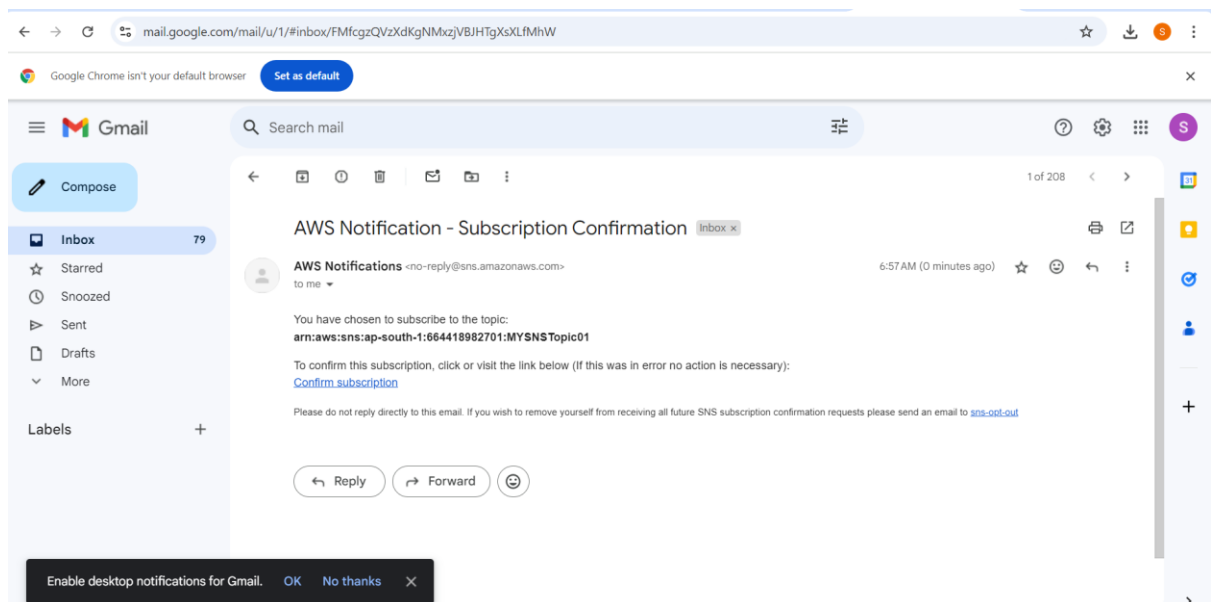 mail.google.com/mail/u/1/#inbox/FMfcgzQVzXdKgNMxzjVBJHTgXsXLfMhW
S
Google Chrome isn't your default browser Set as default
Gmail
Search mail
S
Compose
1 of 208
31
AWS Notification - Subscription Confirmation Inbox ×
Inbox 79
Starred
Snoozed
Sent
Drafts
More
Labels +
AWS Notifications <no-reply@sns.amazonaws.com> 6:57 AM (0 minutes ago)
to me
You have chosen to subscribe to the topic:
arn:aws:sns:ap-south-1:664418982701:MYSNSTopic01
To confirm this subscription, click or visit the link below (If this was in error no action is necessary):
Confirm subscription
Please do not reply directly to this email. If you wish to remove yourself from receiving all future SNS subscription confirmation requests please send an email to sns-opt-out
Reply
Forward
Enable desktop notifications for Gmail. OK No thanks